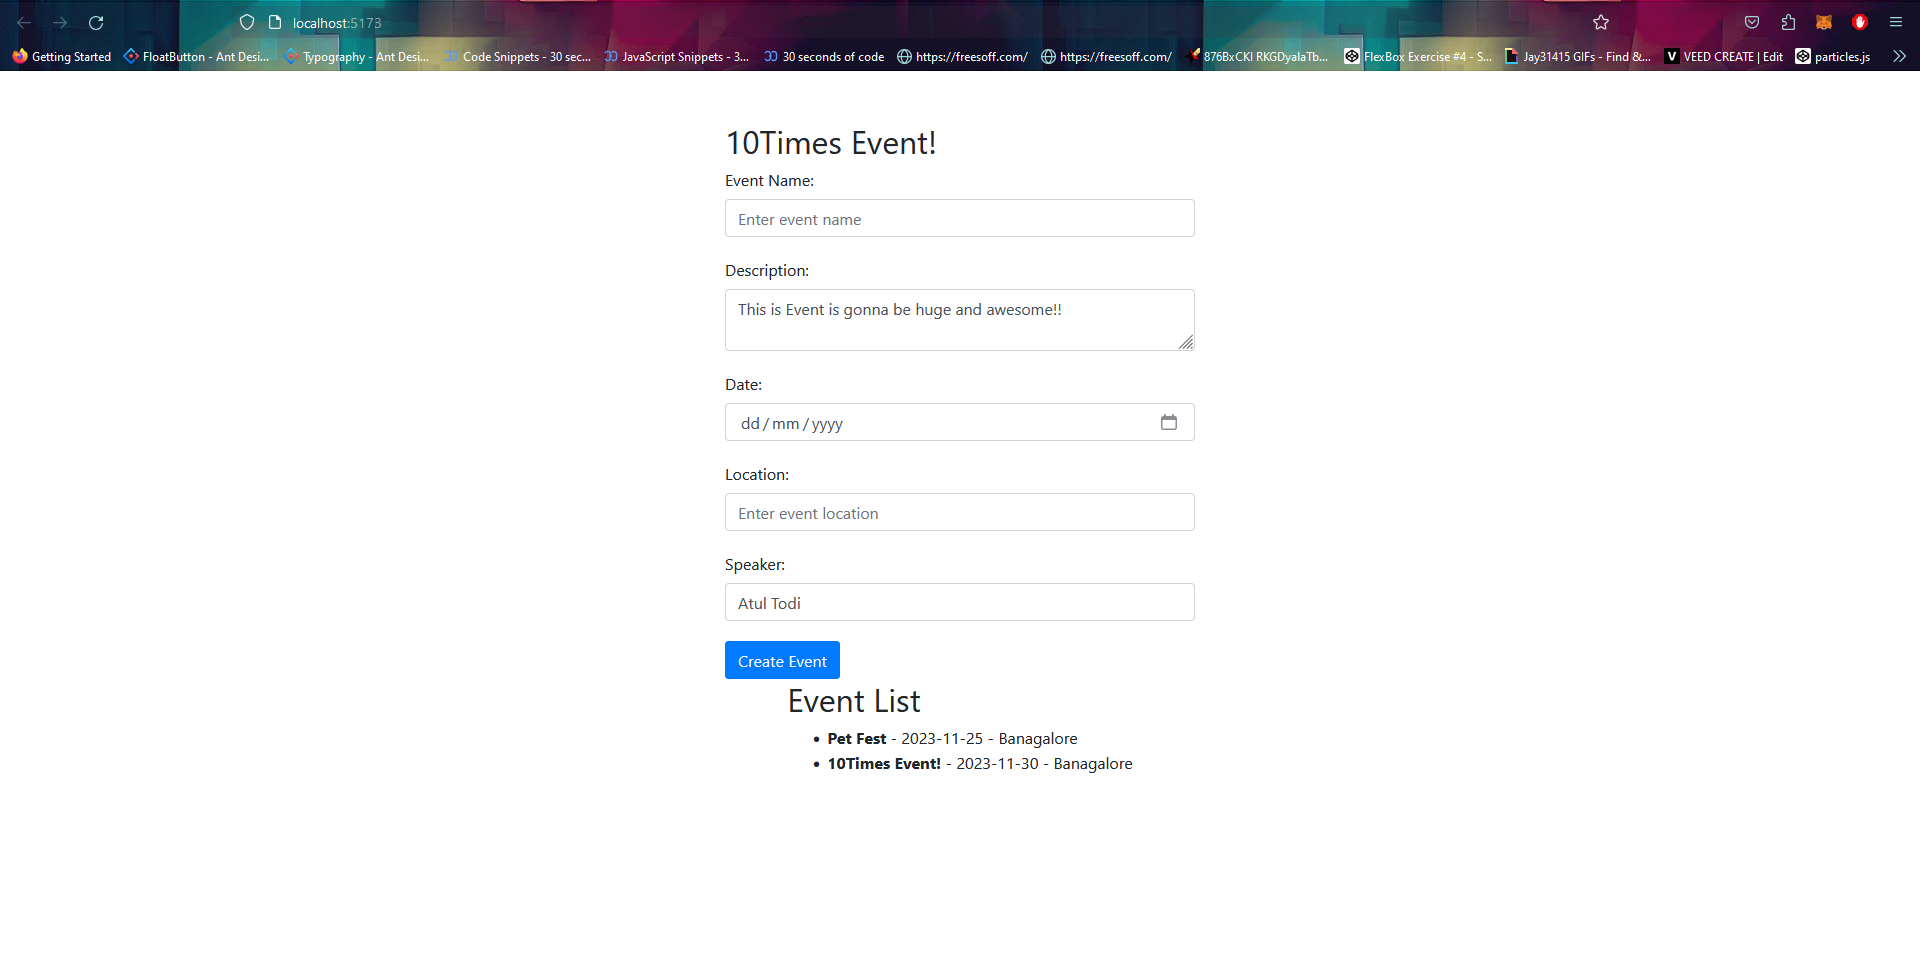 localhost:5173
Getting Started FloatButton - Ant Desi... Typography - Ant Desi... Code Snippets - 30 sec... JavaScript Snippets - 3... 30 seconds of code https://freesoff.com/ https://freesoff.com/ 876BxCKI RKGDyalaTb... FlexBox Exercise #4 - S... Jay31415 GIFs - Find &... V VEED CREATE | Edit particles.js
10Times Event!
Event Name:
Enter event name
Description:
This is Event is gonna be huge and awesome!!
Date:
dd/mm/yyyy
Location:
Enter event location
Speaker:
Atul Todi
Create Event
Event List
• Pet Fest - 2023-11-25 - Banagalore
• 10Times Event! - 2023-11-30 - Banagalore